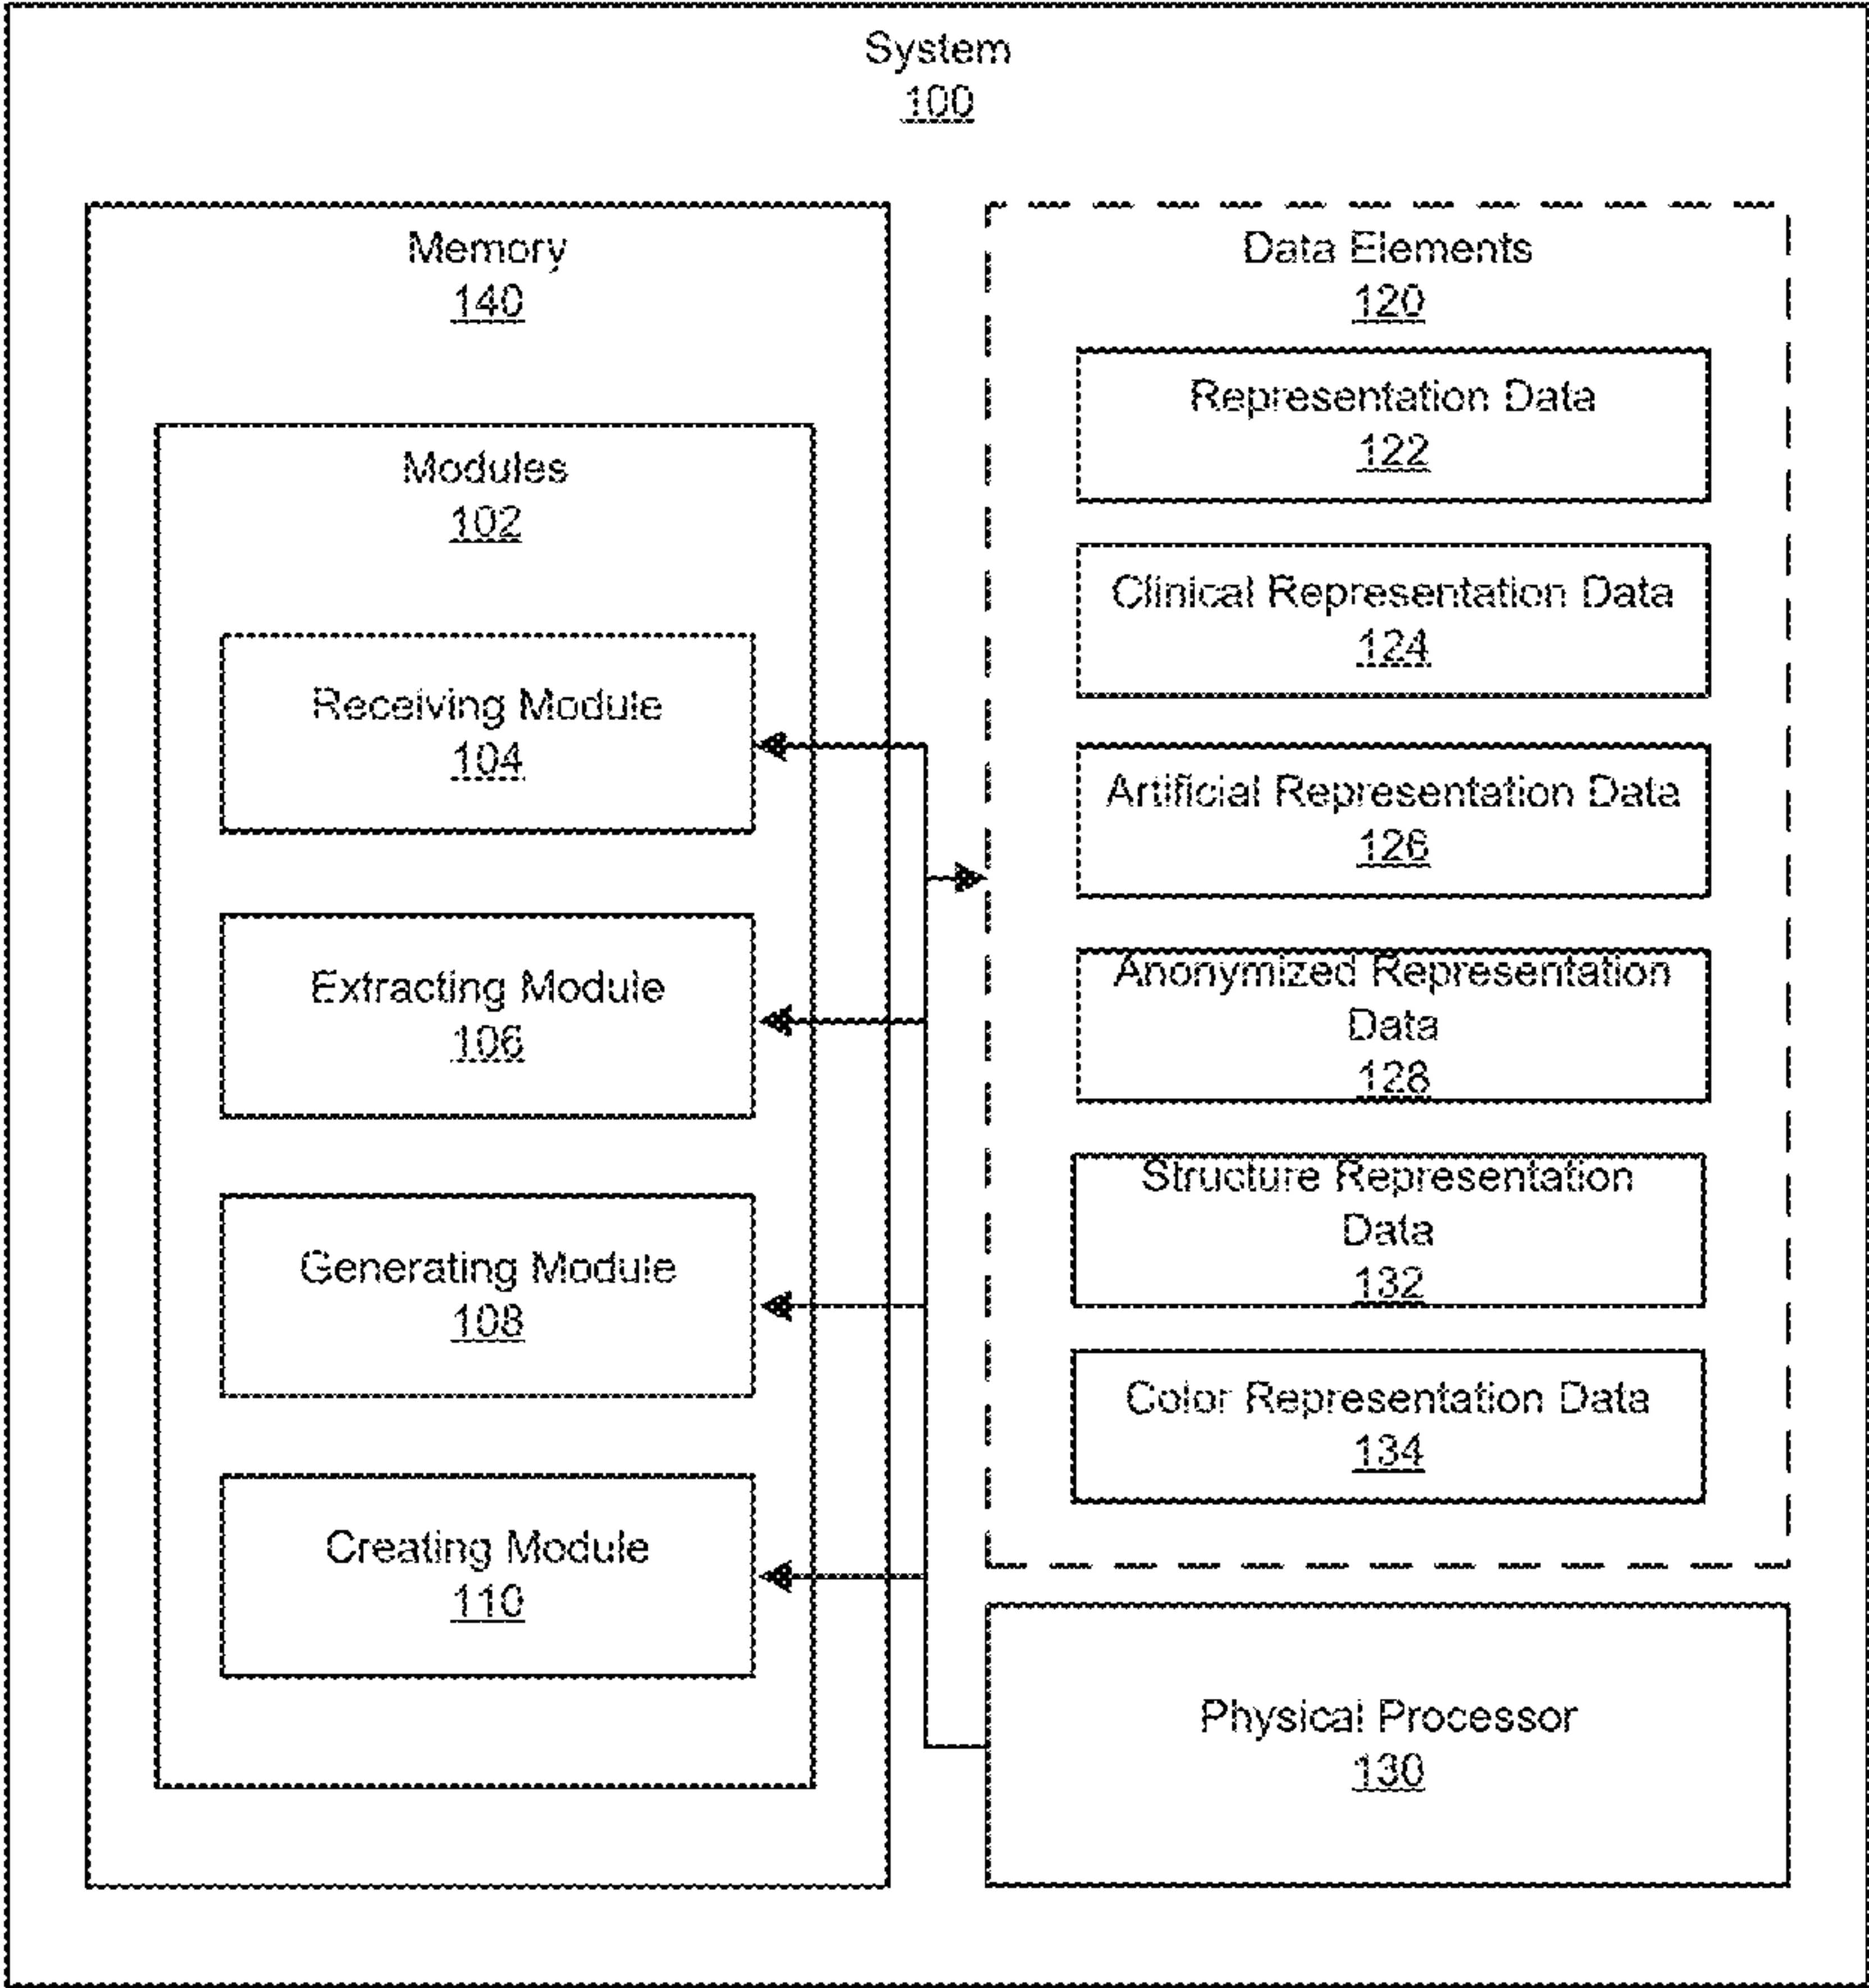 System
100
Memory
140
Modules
102
Receiving Module
104
Extracting Module
106
Generating Module
108
Creating Module
110
Data Elements
120
Representation Data
122
Clinical Representation Data
124
Artificial Representation Data
126
Anonymized Representation
Data
128
Structure Representation
Data
132
Color Representation Data
134
Physical Processor
130